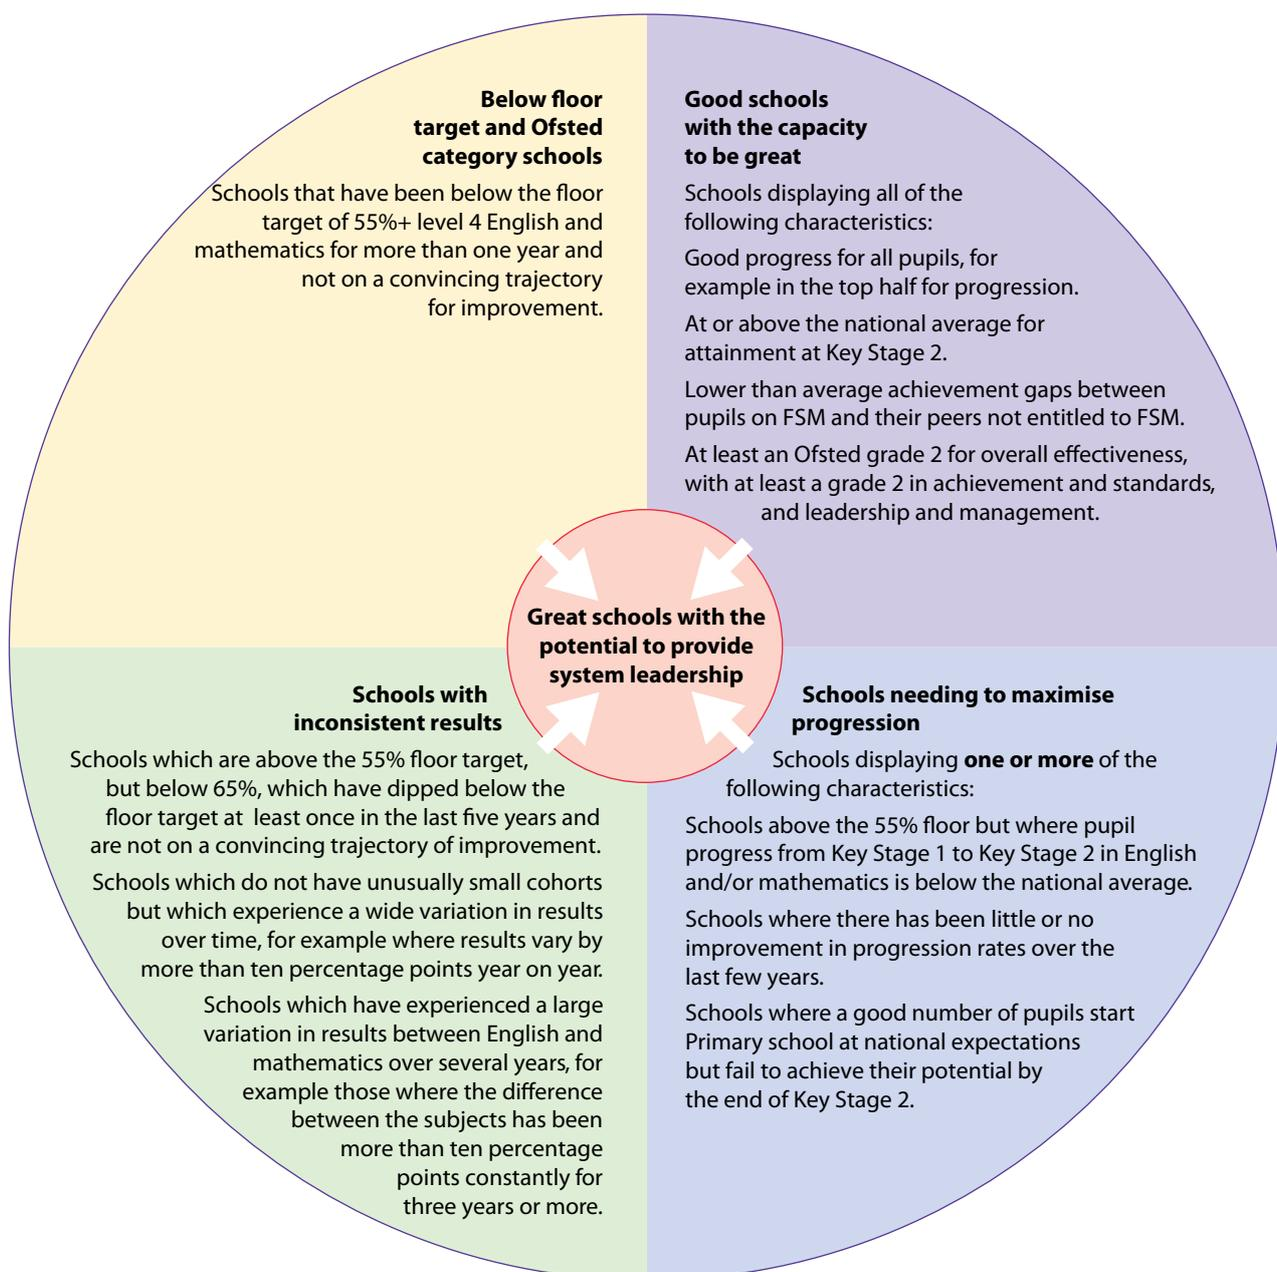 Below floor
target and Ofsted
category schools
Schools that have been below the floor
target of 55%+ level 4 English and
mathematics for more than one year and
not on a convincing trajectory
for improvement.
Good schools
with the capacity
to be great
Schools displaying all of the
following characteristics:
Good progress for all pupils, for
example in the top half for progression.
At or above the national average for
attainment at Key Stage 2.
Lower than average achievement gaps between
pupils on FSM and their peers not entitled to FSM.
At least an Ofsted grade 2 for overall effectiveness,
with at least a grade 2 in achievement and standards,
and leadership and management.
Great schools with the
potential to provide
system leadership
Schools with
inconsistent results
Schools which are above the 55% floor target,
but below 65%, which have dipped below the
floor target at least once in the last five years and
are not on a convincing trajectory of improvement.
Schools which do not have unusually small cohorts
but which experience a wide variation in results
over time, for example where results vary by
more than ten percentage points year on year.
Schools which have experienced a large
variation in results between English and
mathematics over several years, for
example those where the difference
between the subjects has been
more than ten percentage
points constantly for
three years or more.
Schools needing to maximise
progression
Schools displaying one or more of the
following characteristics:
Schools above the 55% floor but where pupil
progress from Key Stage 1 to Key Stage 2 in English
and/or mathematics is below the national average.
Schools where there has been little or no
improvement in progression rates over the
last few years.
Schools where a good number of pupils start
Primary school at national expectations
but fail to achieve their potential by
the end of Key Stage 2.